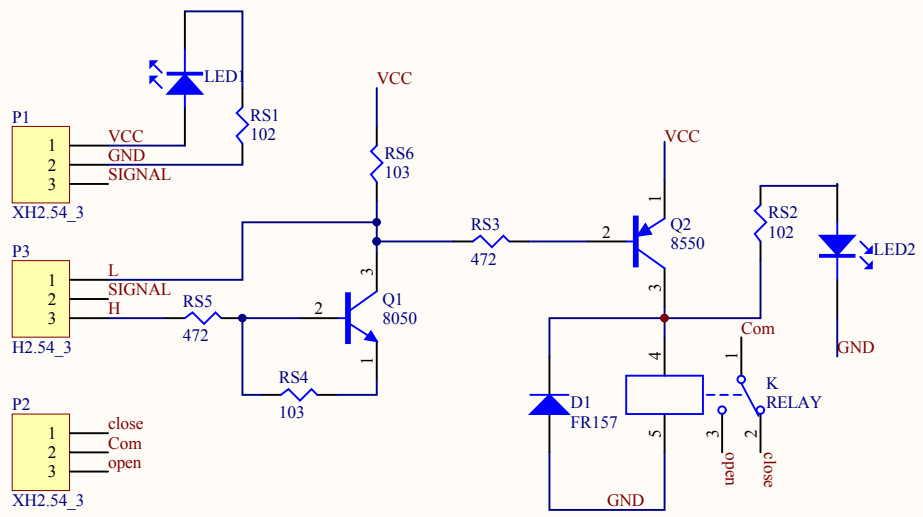 LED1
P1
RS1
102
1 VCC
2 GND
3 SIGNAL
XH2.54_3
VCC
RS6
103
VCC
P3
1 L
2 SIGNAL
3 H
H2.54_3
RS5
472
RS4
103
3
2
1
Q1
8050
RS3
472
1
2
3
Q2
8550
RS2
102
LED2
GND
P2
1 close
2 Com
3 open
XH2.54_3
D1
FR157
4
5
GND
Com
1
K
RELAY
3
2
open
close